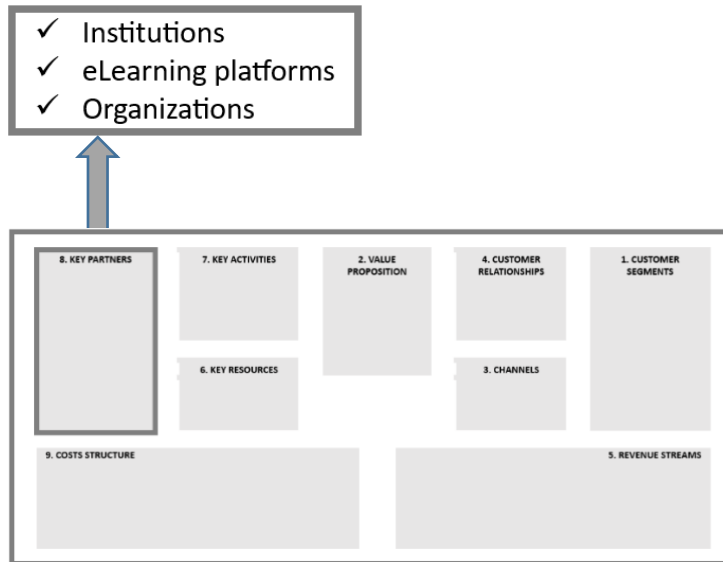 ✓ Institutions
✓ eLearning platforms
✓ Organizations
8. KEY PARTNERS
7. KEY ACTIVITIES
2. VALUE
PROPOSITION
4. CUSTOMER
RELATIONSHIPS
1. CUSTOMER
SEGMENTS
6. KEY RESOURCES
3. CHANNELS
9. COSTS STRUCTURE
5. REVENUE STREAMS